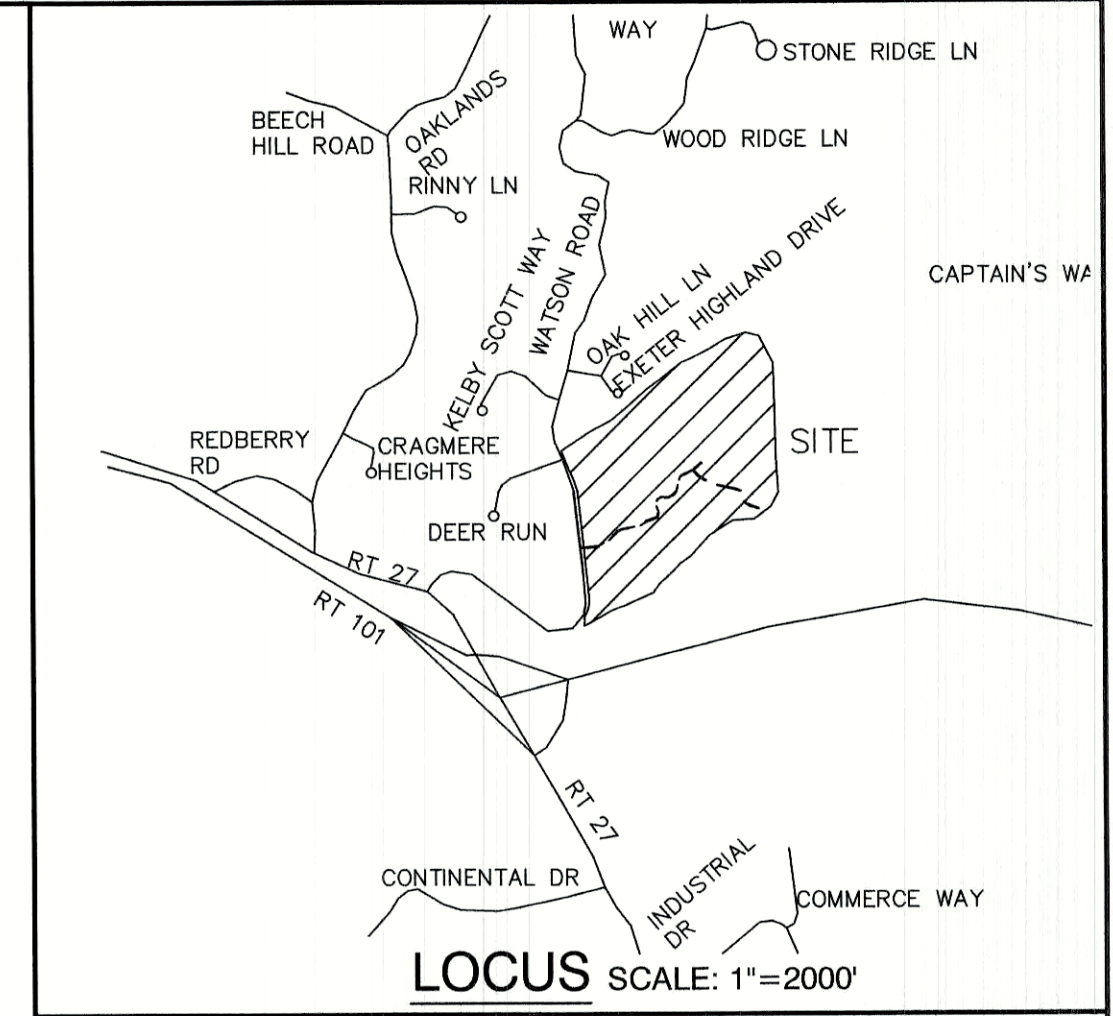 WAY
STONE RIDGE LN
BEECH
HILL ROAD
OAKLANDS
RD
WOOD RIDGE LN
RINNY LN
KELBY SCOTT WAY
WATSON ROAD
OAK HILL LN
EXETER HIGHLAND DRIVE
CAPTAIN'S WA
REDBERRY
RD
CRAGMERE
HEIGHTS
SITE
DEER RUN
RT 27
RT 101
RT 27
CONTINENTAL DR
INDUSTRIAL
DR
COMMERCE WAY
LOCUS SCALE: 1"=2000'